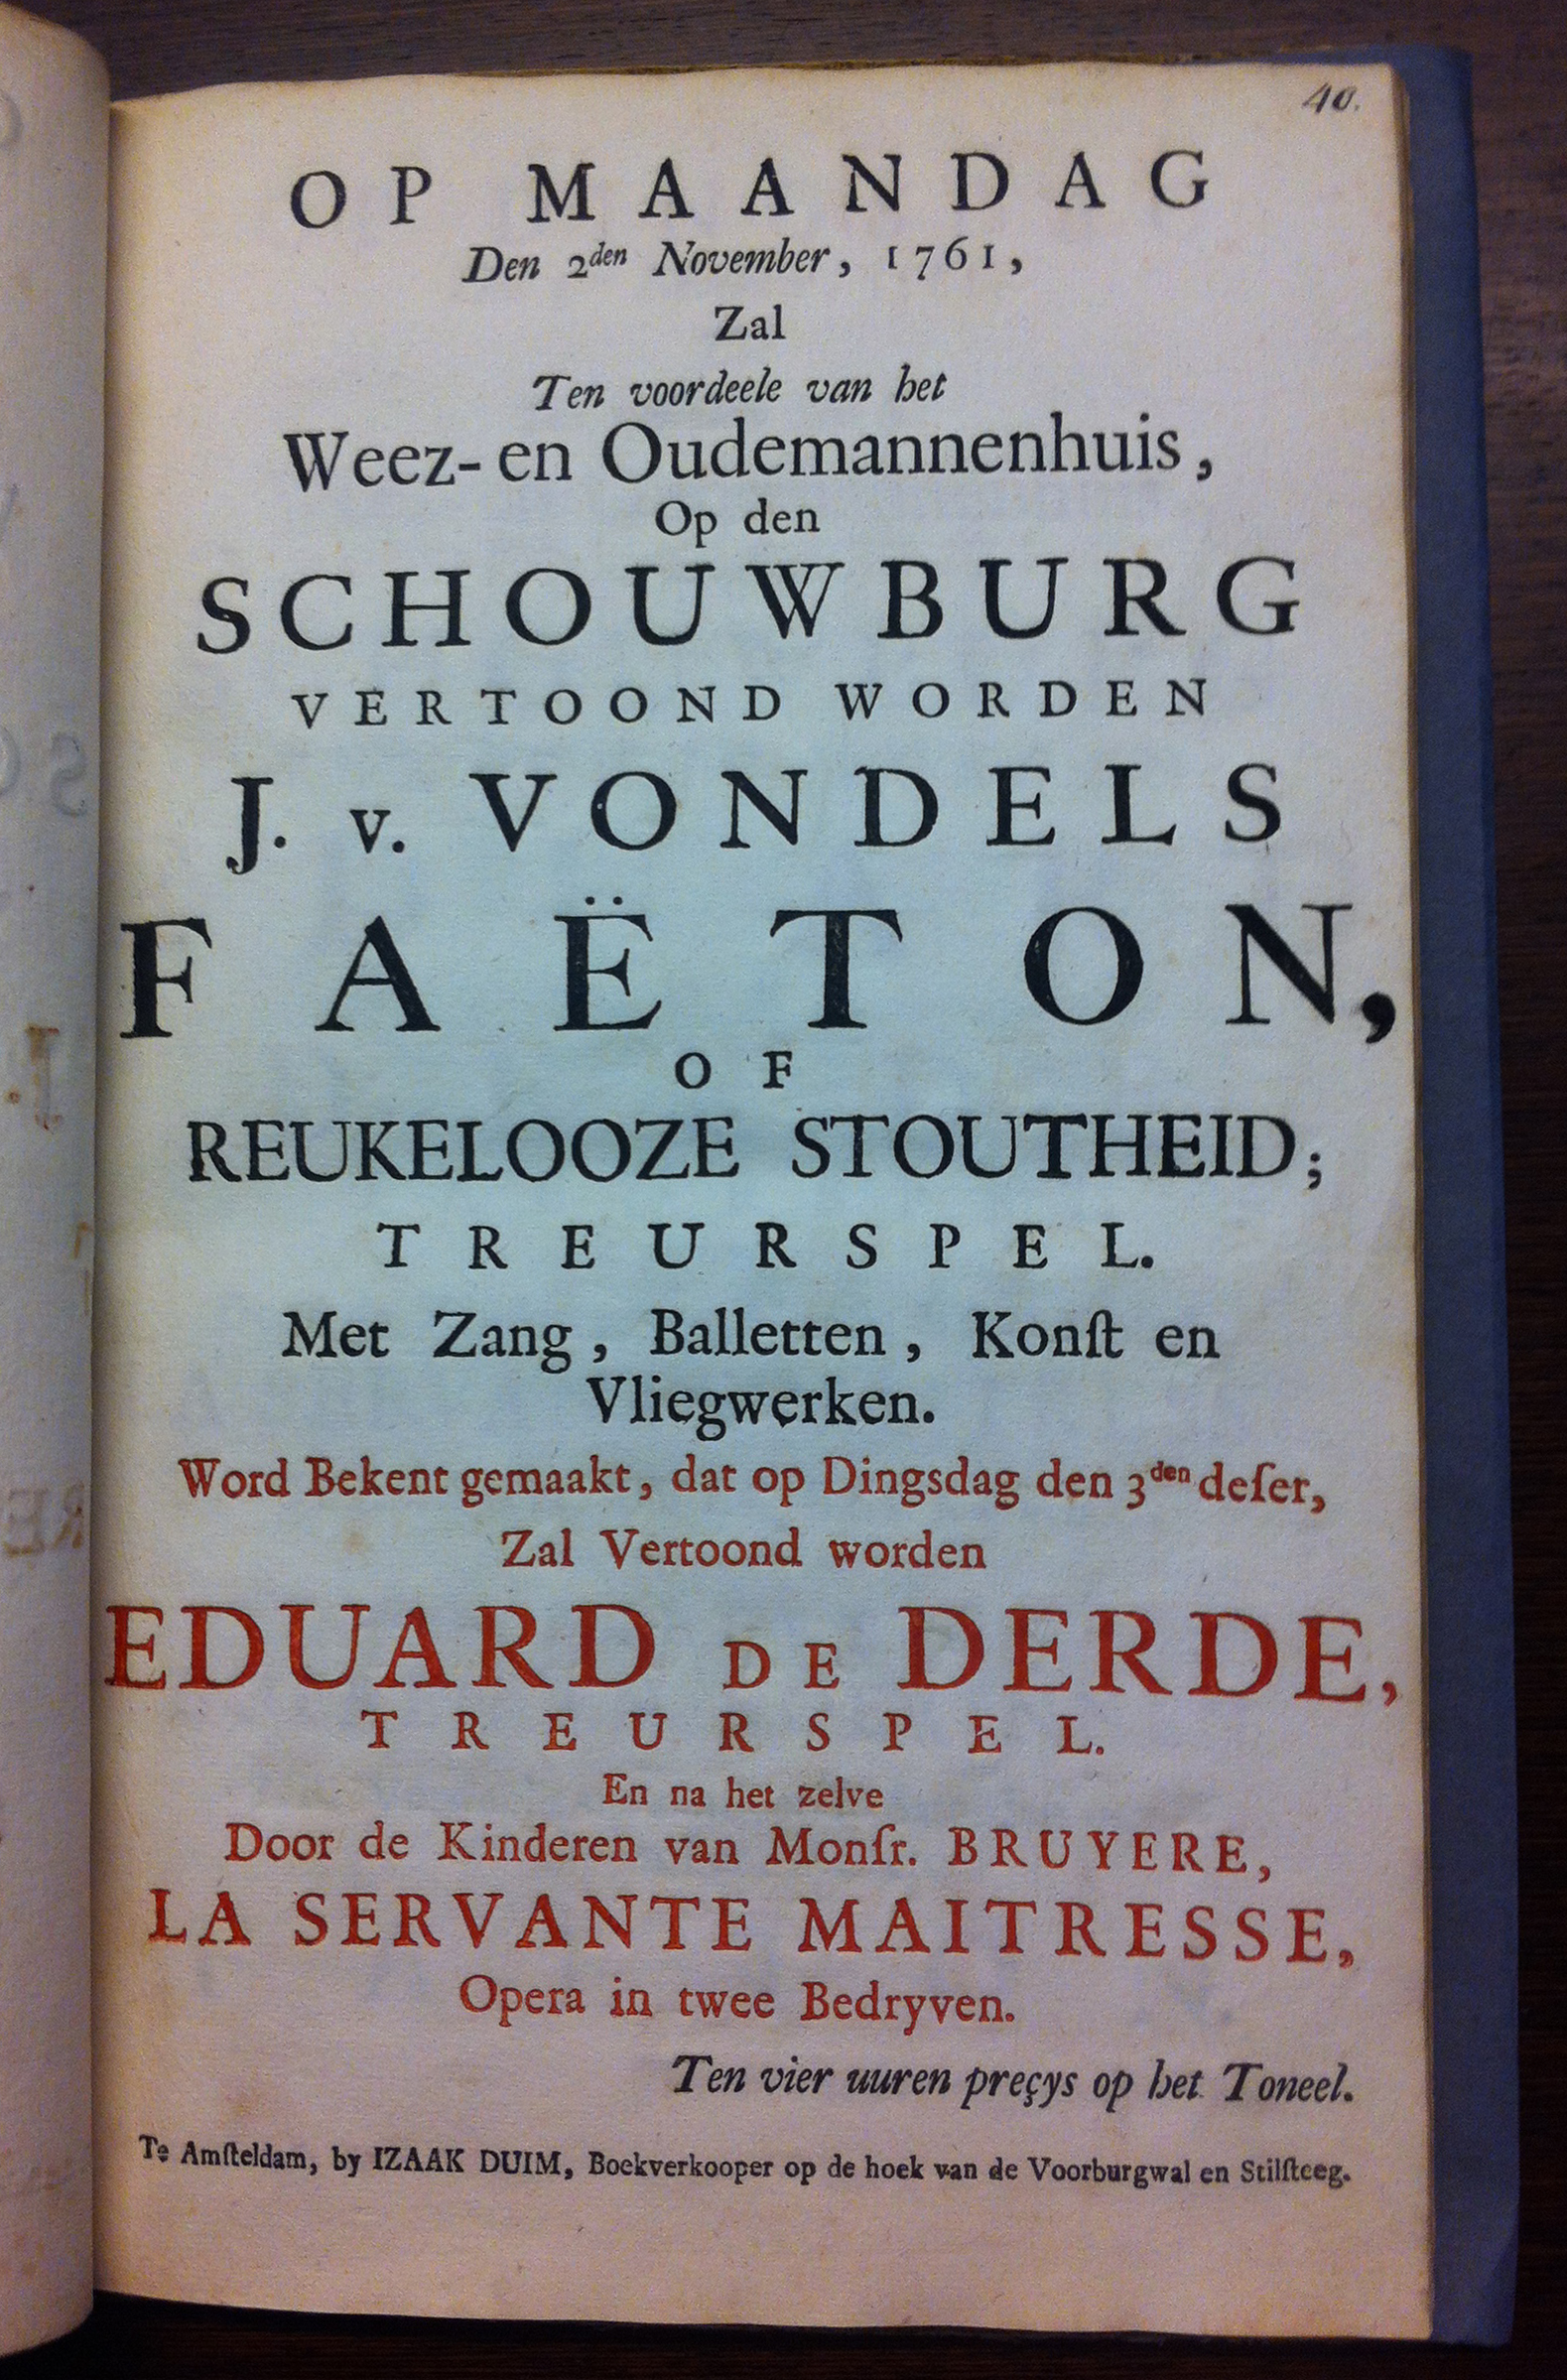 40.
OP MAANDAG
Den 2den November, 1761,
Zal
Ten voordeele van het
Weez- en Oudemannenhuis,
Op den
SCHOUWBURG
VERTOOND WORDEN
J. v. VONDELS
FAËTON,
OF
REUKELOOZE STOUTHEID;
TREURSPEL.
Met Zang, Balletten, Konſt en
Vliegwerken.
Word Bekent gemaakt, dat op Dingsdag den 3den deſer,
Zal Vertoond worden
EDUARD DE DERDE,
TREURSPEL.
En na het zelve
Door de Kinderen van Monſr. BRUYERE,
LA SERVANTE MAITRESSE,
Opera in twee Bedryven.
Ten vier uuren preçys op het Toneel.
Te Amſteldam, by IZAAK DUIM, Boekverkooper op de hoek van de Voorburgwal en Stilſteeg.